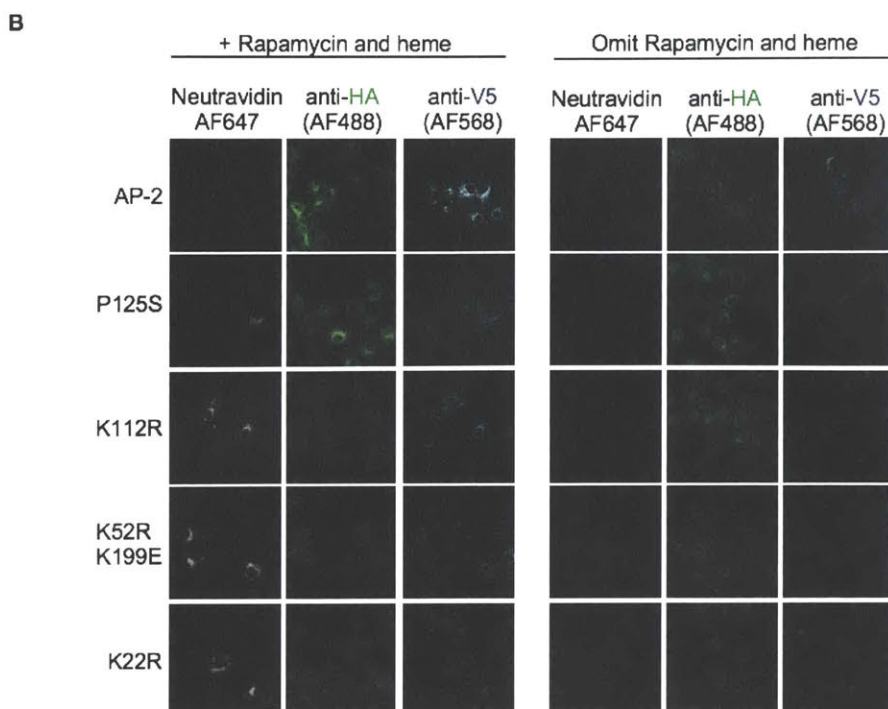 B
+ Rapamycin and heme
Omit Rapamycin and heme
Neutravidin AF647
anti-HA (AF488)
anti-V5 (AF568)
Neutravidin AF647
anti-HA (AF488)
anti-V5 (AF568)
AP-2
P125S
K112R
K52R
K199E
K22R